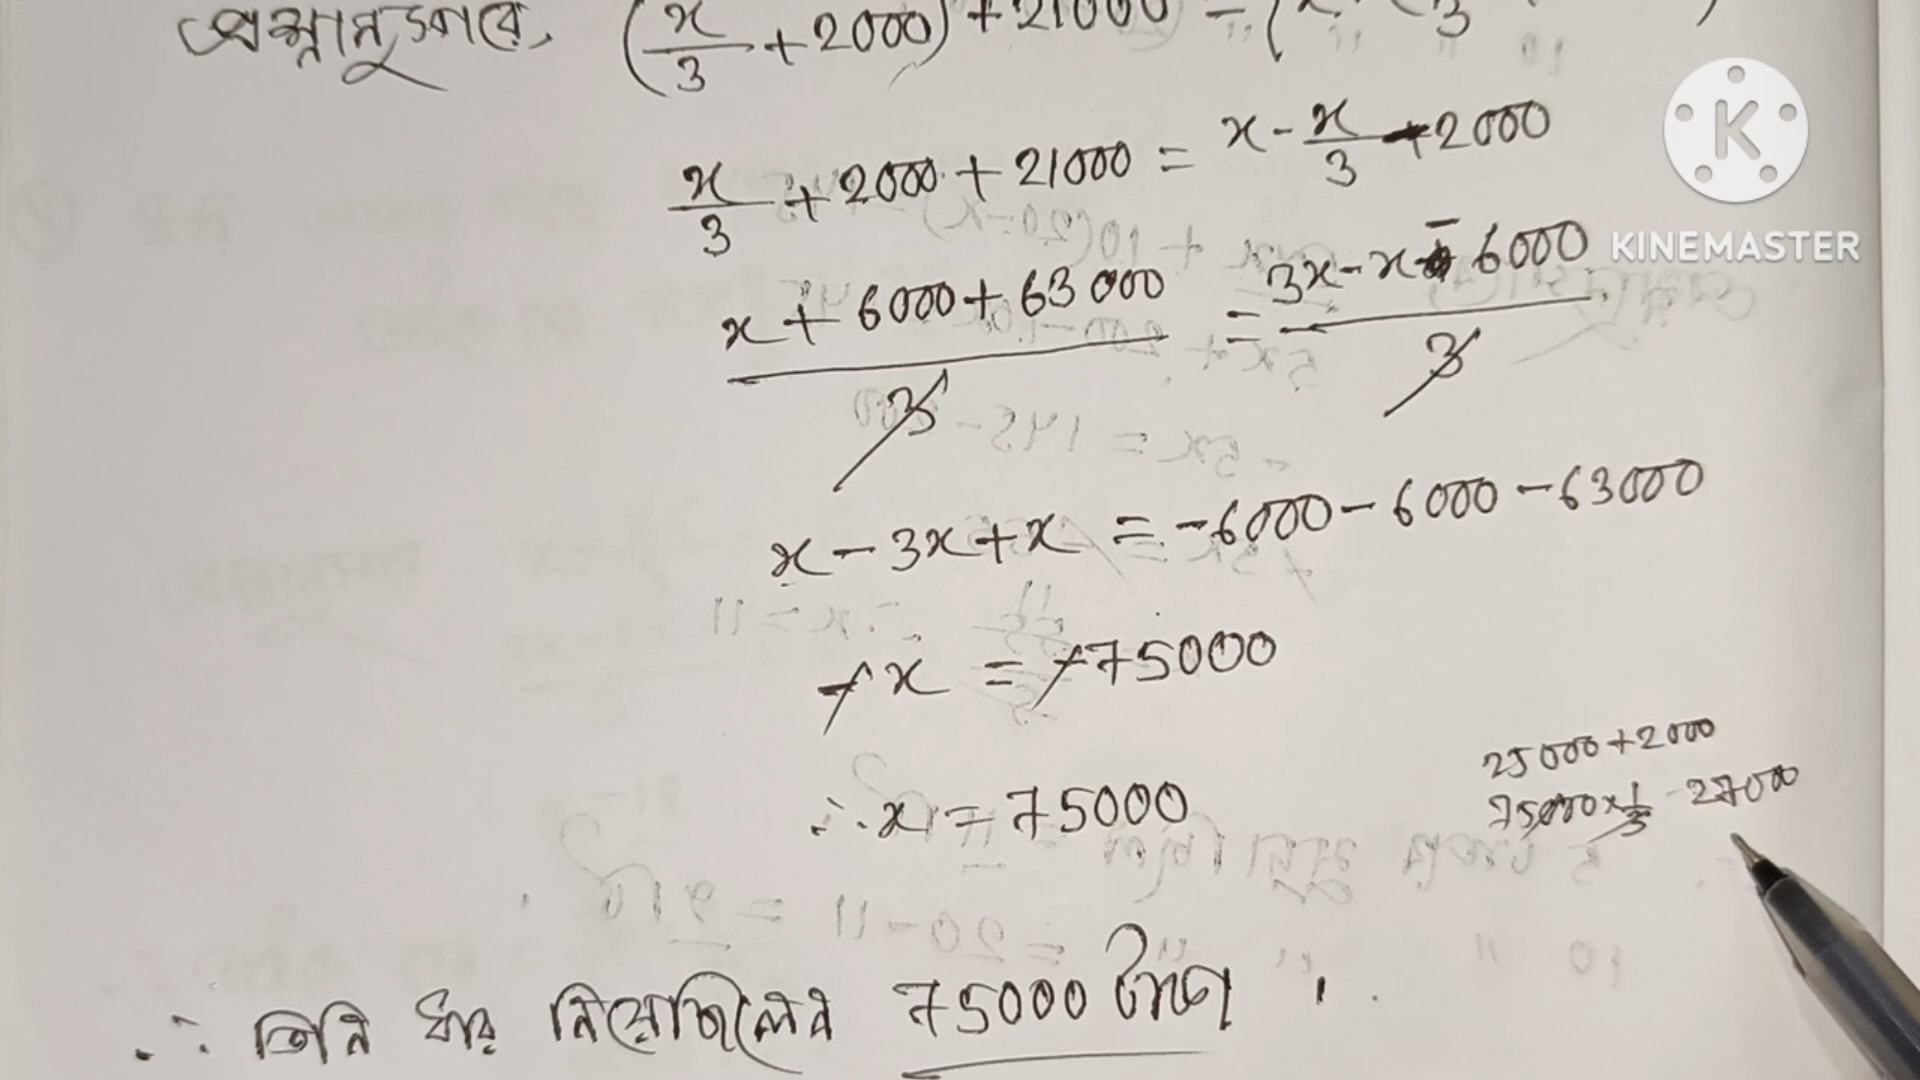 প্রশ্নানুসারে, (x/3 + 2000) + 21000 =
x/3 + 2000 + 21000 = x - x/3 - 2000
(x + 6000 + 63000)/3 = (3x - x - 6000)/3
x - 3x + x = -6000 - 6000 - 63000
-x = -75000
∴ x = 75000
25000 + 2000
75000 × 1/3 27000
∴ তিনি ধার নিয়েছিলেন 75000 টাকা ।
KINEMASTER